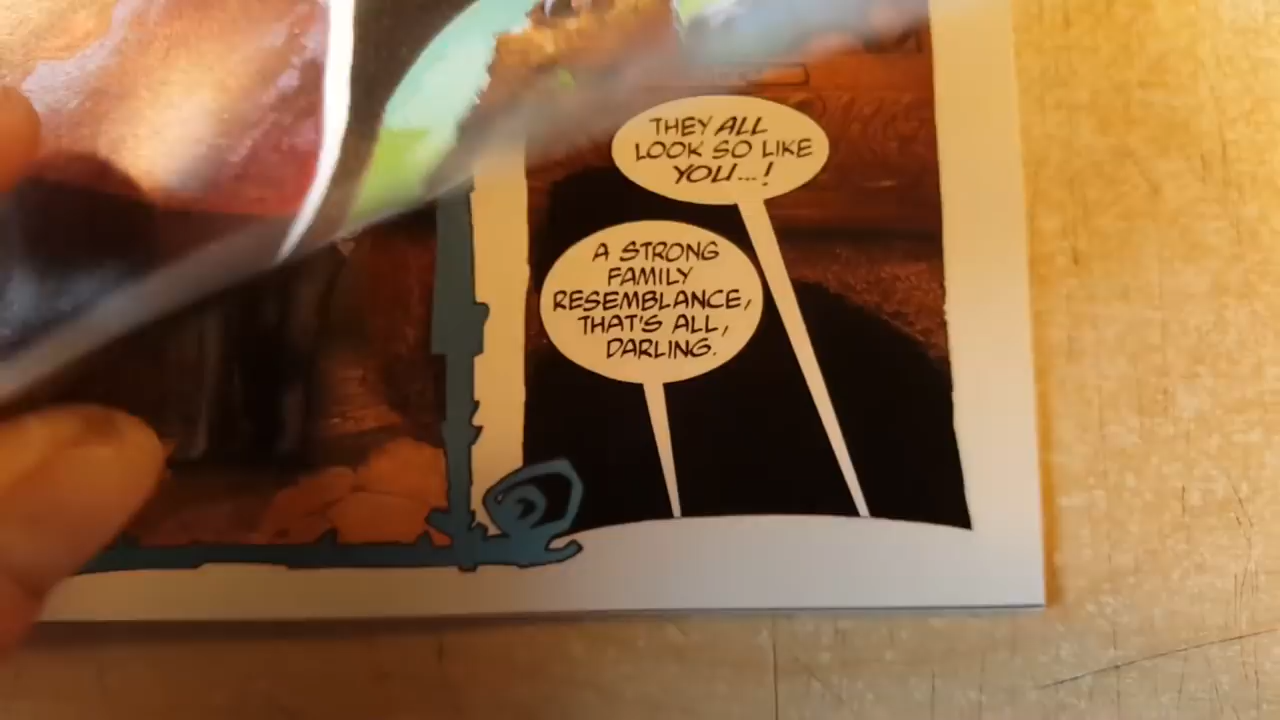 THEY ALL
LOOK SO LIKE
YOU...!
A STRONG
FAMILY
RESEMBLANCE,
THAT'S ALL,
DARLING.